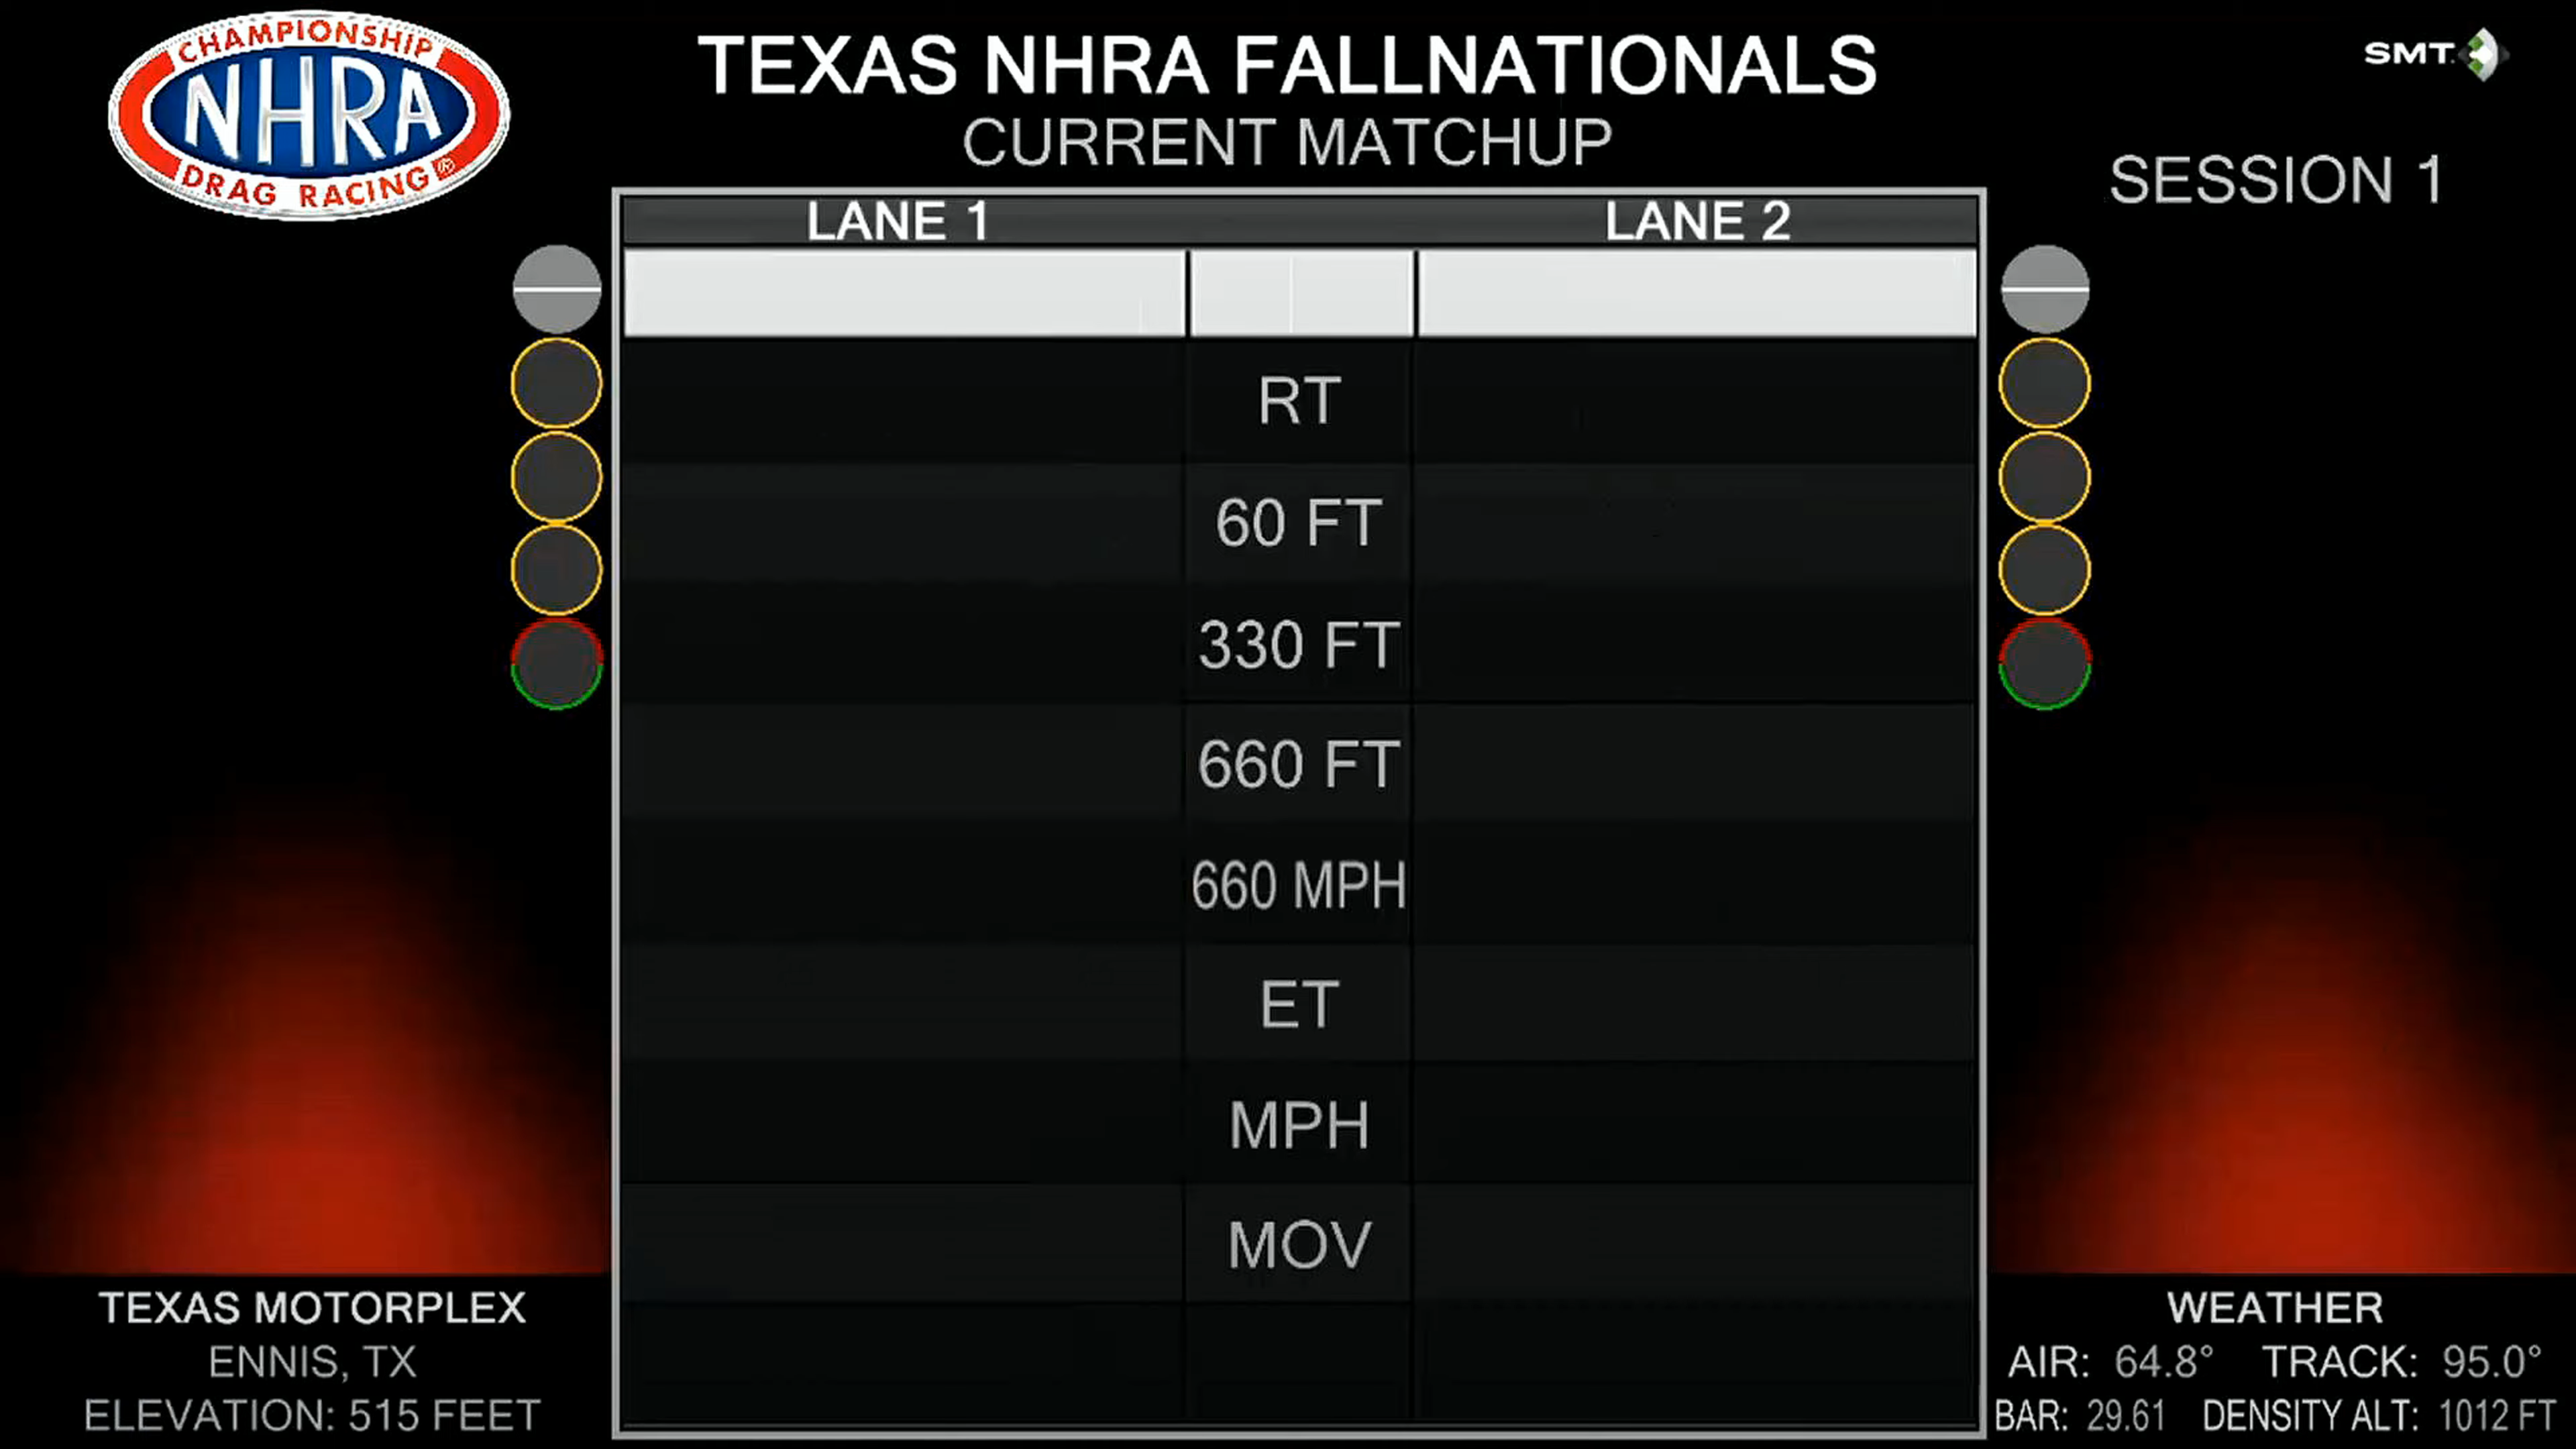 CHAMPIONSHIP
NHRA
DRAG RACING®
TEXAS NHRA FALLNATIONALS
CURRENT MATCHUP
SMT
SESSION 1
LANE 1 LANE 2
RT
60 FT
330 FT
660 FT
660 MPH
ET
MPH
MOV
TEXAS MOTORPLEX
ENNIS, TX
ELEVATION: 515 FEET
WEATHER
AIR: 64.8° TRACK: 95.0°
BAR: 29.61 DENSITY ALT: 1012 FT